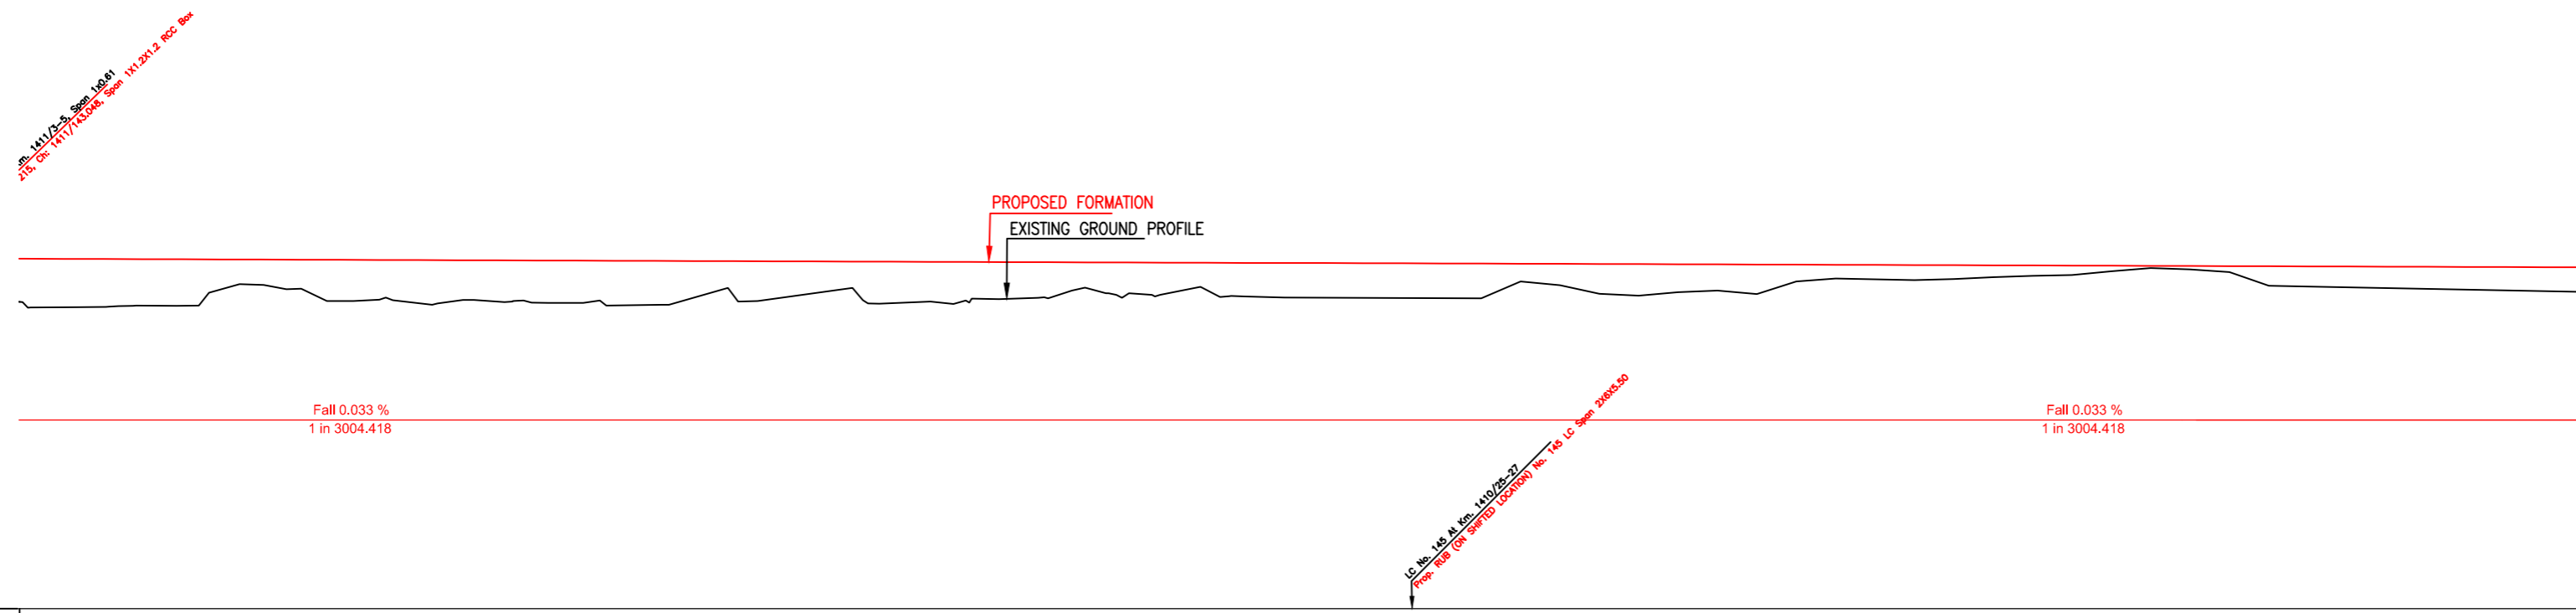 m. 1411/3-5, Span 1x0.61
215, Ch: 1411/143.048, Span 1X1.2X1.2 RCC Box
PROPOSED FORMATION
EXISTING GROUND PROFILE
Fall 0.033 %
1 in 3004.418
Fall 0.033 %
1 in 3004.418
LC No. 145 At Km. 1410/25-27
Prop. RUB (ON SHIFTED LOCATION) No. 145 LC Span 2X6X5.50